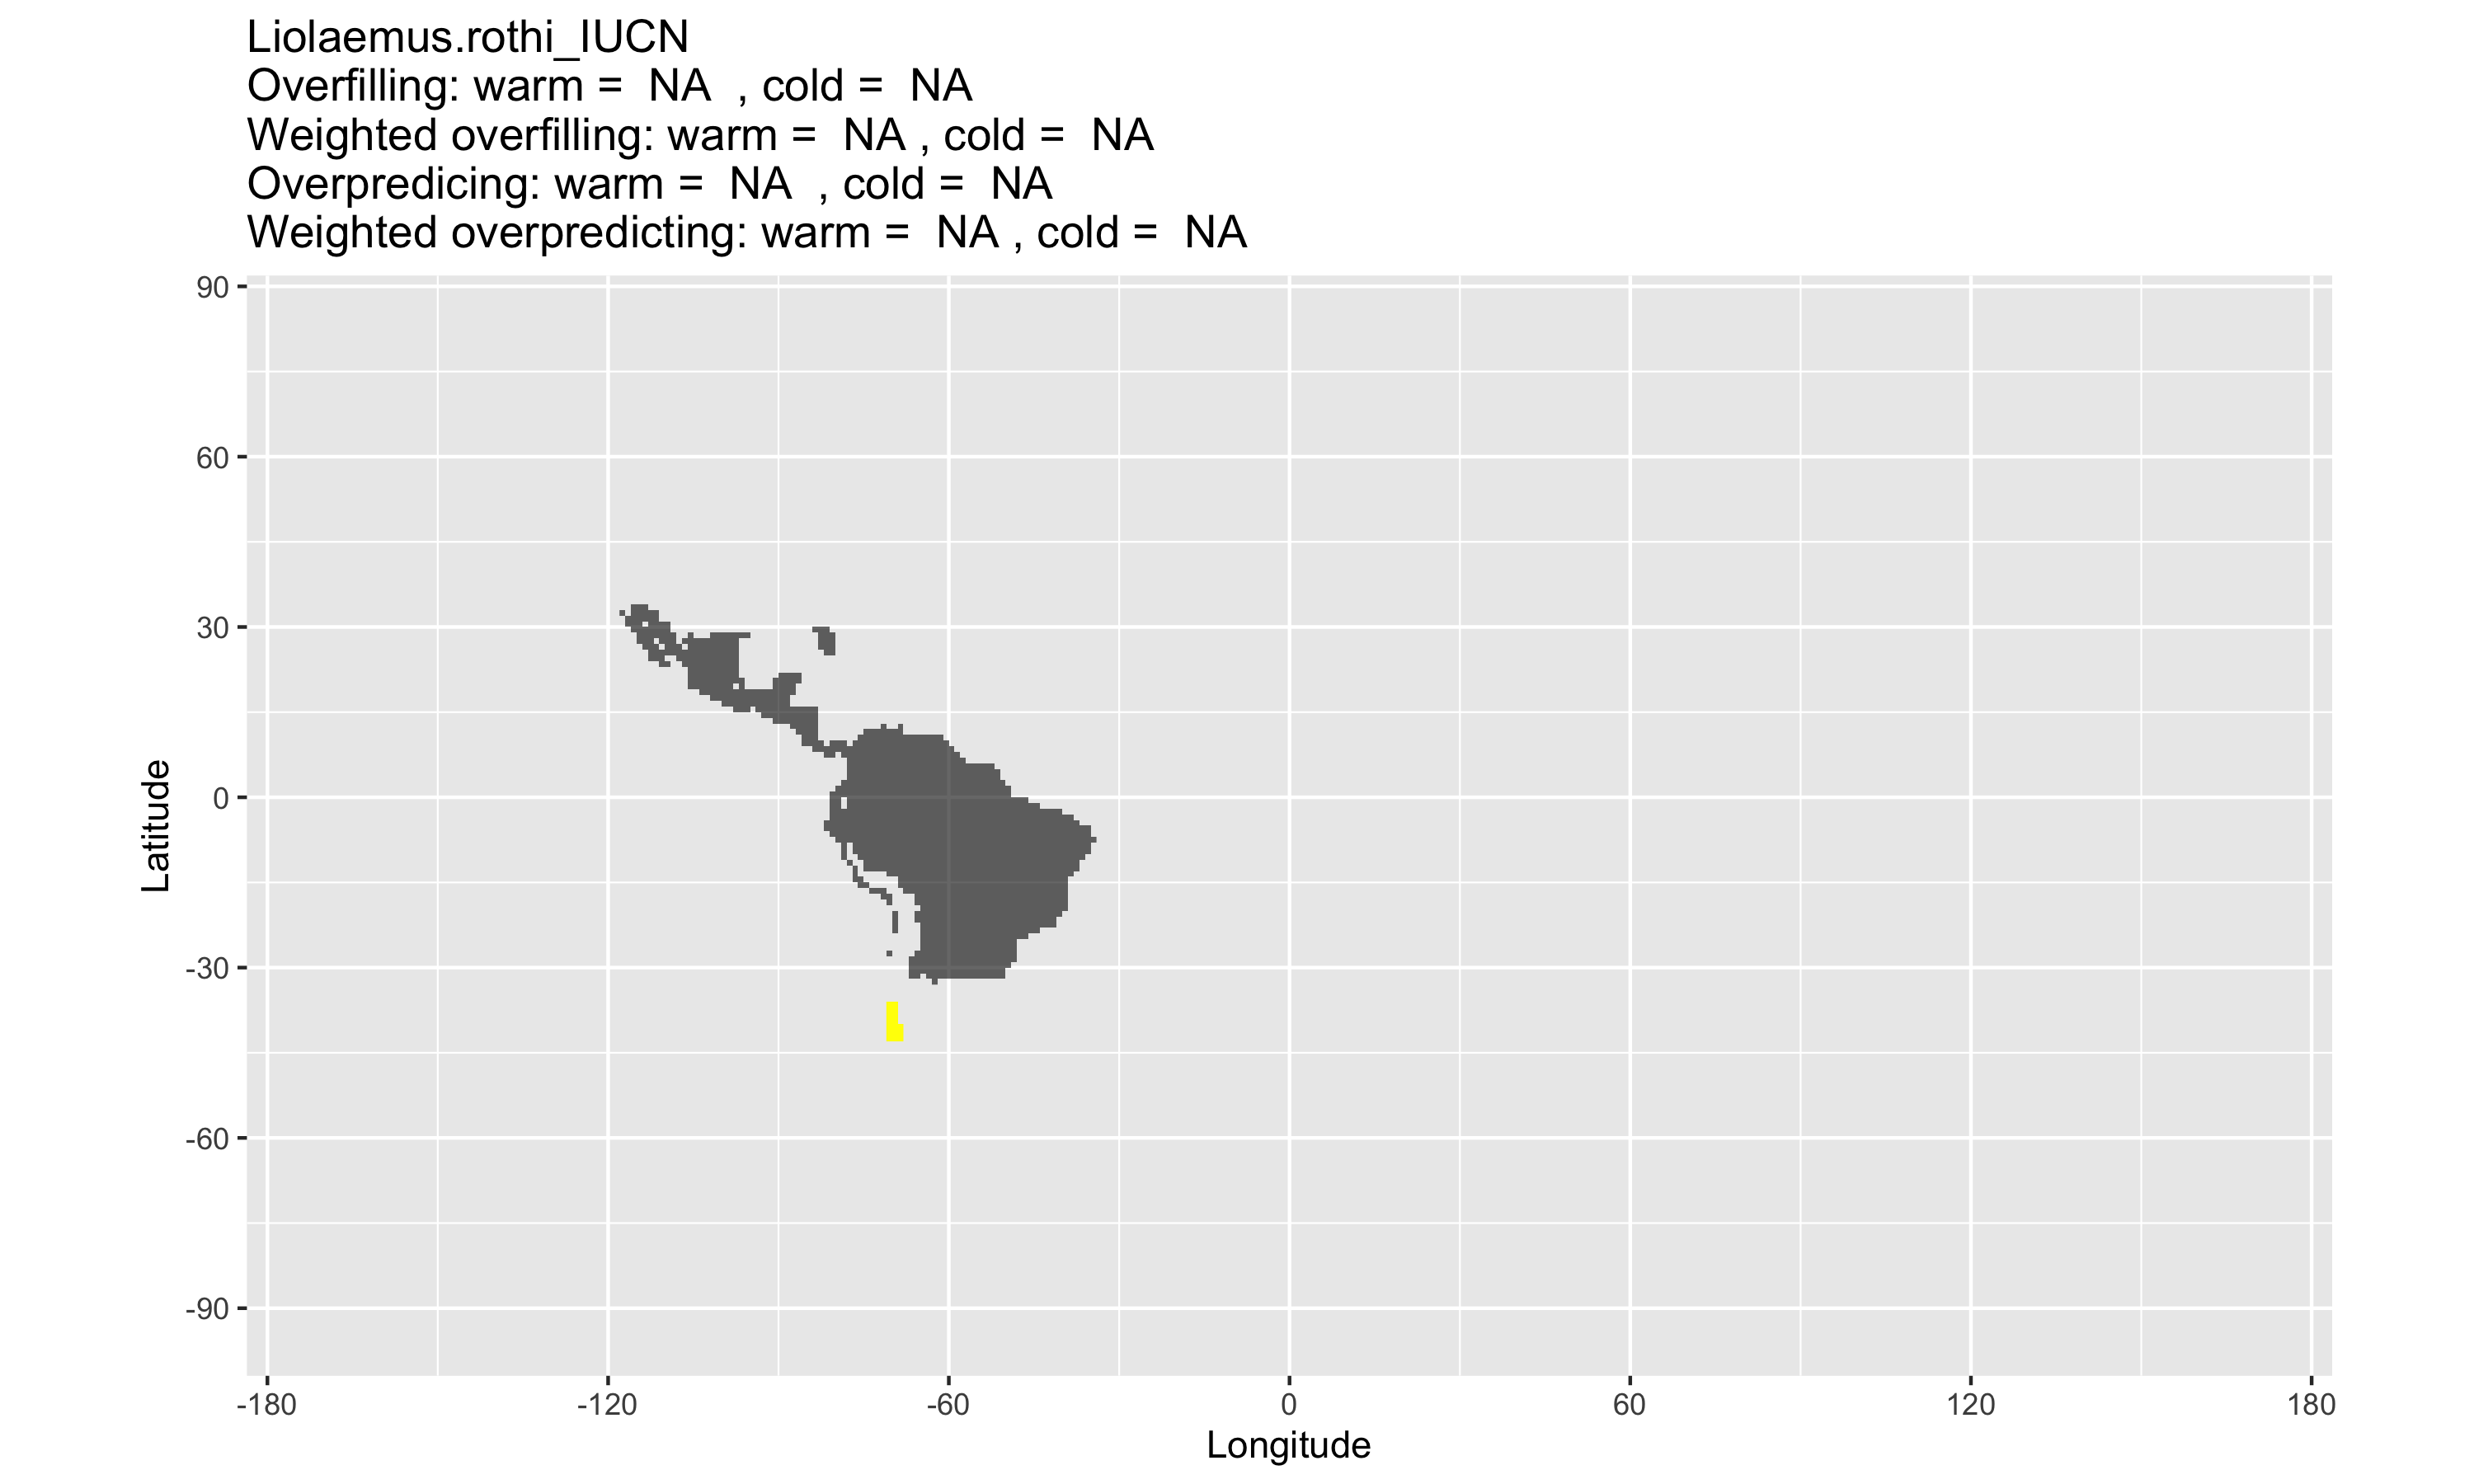 Liolaemus.rothi_IUCN
Overfilling: warm =  NA  , cold =  NA
Weighted overfilling: warm =  NA , cold =  NA
Overpredicing: warm =  NA  , cold =  NA
Weighted overpredicting: warm =  NA , cold =  NA
90
60
30
0
-30
-60
-90
Latitude
-180 -120 -60 0 60 120 180
Longitude